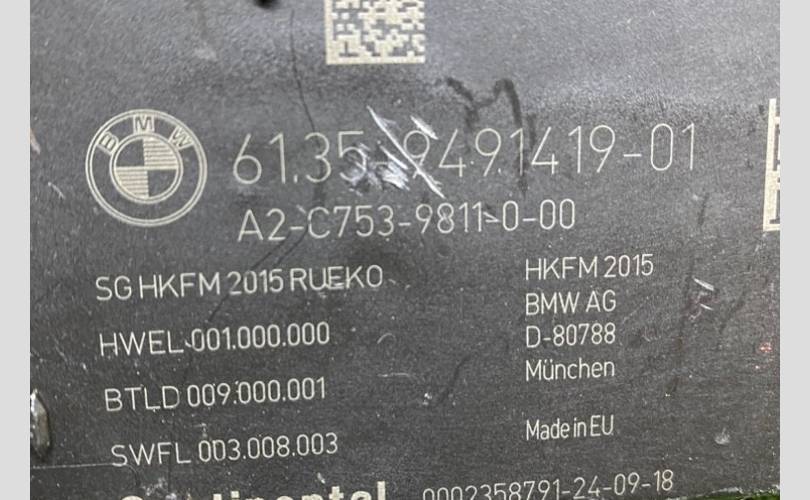 BMW
61.35-9491419-01
A2-C753-9811-0-00
SG HKFM 2015 RUEKO
HWEL 001.000.000
BTLD 009.000.001
SWFL 003.008.003
HKFM 2015
BMW AG
D-80788
München
Made in EU
Continental
0002358791-24-09-18